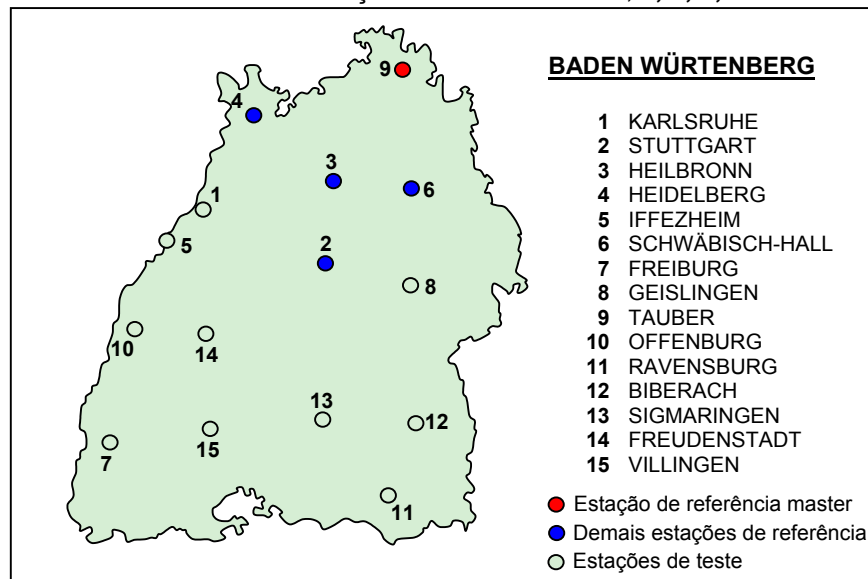 BADEN WÜRTENBERG
1 KARLSRUHE
2 STUTTGART
3 HEILBRONN
4 HEIDELBERG
5 IFFEZHEIM
6 SCHWÄBISCH-HALL
7 FREIBURG
8 GEISLINGEN
9 TAUBER
10 OFFENBURG
11 RAVENSBURG
12 BIBERACH
13 SIGMARINGEN
14 FREUDENSTADT
15 VILLINGEN
Estação de referência master
Demais estações de referência
Estações de teste
9
4
3
6
1
5
2
8
10
14
13
12
7
15
11